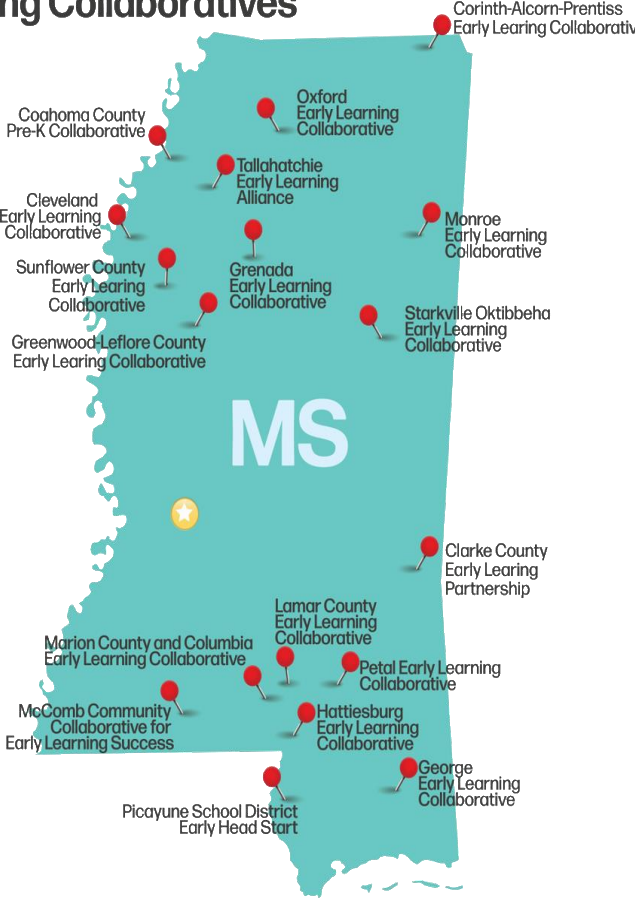 ng Collaboratives
Corinth-Alcorn-Prentiss
Early Learing Collaborativ
Oxford
Early Learning
Collaborative
Coahoma County
Pre-K Collaborative
Tallahatchie
Early Learning
Alliance
Cleveland
Early Learning
Collaborative
Monroe
Early Learning
Collaborative
Sunflower County
Early Learing
Collaborative
Grenada
Early Learning
Collaborative
Starkville Oktibbeha
Early Learning
Collaborative
Greenwood-Leflore County
Early Learing Collaborative
MS
Clarke County
Early Learing
Partnership
Lamar County
Early Learning
Collaborative
Marion County and Columbia
Early Learning Collaborative
Petal Early Learning
Collaborative
McComb Community
Collaborative for
Early Learning Success
Hattiesburg
Early Learning
Collaborative
George
Early Learning
Collaborative
Picayune School District
Early Head Start